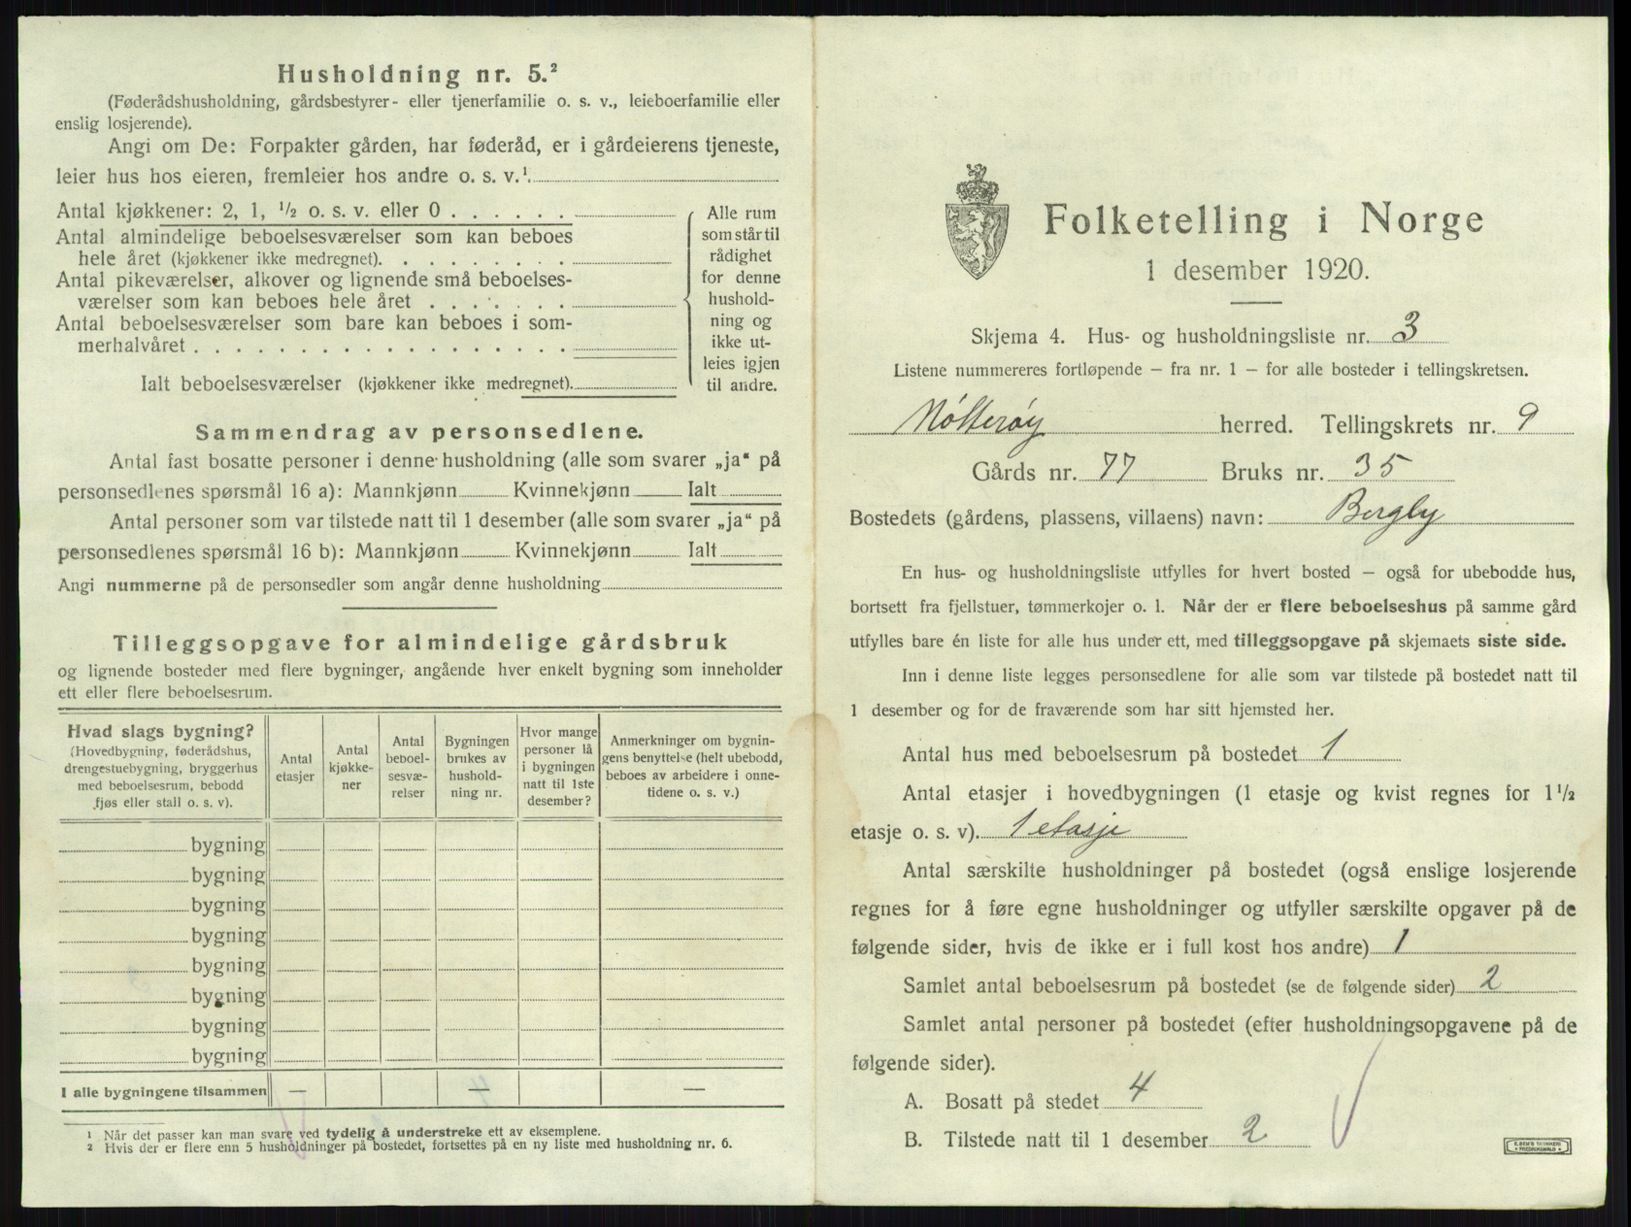 Husholdning nr. 5.²
(Føderådshusholdning, gårdsbestyrer- eller tjenerfamilie o. s. v., leieboerfamilie eller
enslig losjerende).
Angi om De: Forpakter gården, har føderåd, er i gårdeierens tjeneste,
leier hus hos eieren, fremleier hos andre o. s. v.¹.
Antal kjøkkener: 2, 1, ½ o. s. v. eller 0 . . . . . .
Antal almindelige beboelsesværelser som kan beboes
hele året (kjøkkener ikke medregnet). . . . . . . .
Antal pikeværelser, alkover og lignende små beboelses-
værelser som kan beboes hele året . . . . . .
Antal beboelsesværelser som bare kan beboes i som-
merhalvåret . . . . . . . . . . . . . . . . .
Ialt beboelsesværelser (kjøkkener ikke medregnet).
Alle rum
som står til
rådighet
for denne
hushold-
ning og
ikke ut-
leies igjen
til andre.
Sammendrag av personsedlene.
Antal fast bosatte personer i denne husholdning (alle som svarer „ja“ på
personsedlenes spørsmål 16 a): Mannkjønn Kvinnekjønn Ialt
Antal personer som var tilstede natt til 1 desember (alle som svarer „ja“ på
personsedlenes spørsmål 16 b): Mannkjønn Kvinnekjønn Ialt
Angi nummerne på de personsedler som angår denne husholdning
Tilleggsopgave for almindelige gårdsbruk
og lignende bosteder med flere bygninger, angående hver enkelt bygning som inneholder
ett eller flere beboelsesrum.
Hvad slags bygning?
(Hovedbygning, føderådshus,
drengestuebygning, bryggerhus
med beboelsesrum, bebodd
fjøs eller stall o. s. v).
Antal
etasjer
Antal
kjøkke-
ner
Antal
beboel-
sesvæ-
relser
Bygningen
brukes av
hushold-
ning nr.
Hvor mange
personer lå
i bygningen
natt til 1ste
desember?
Anmerkninger om bygnin-
gens benyttelse (helt ubebodd,
beboes av arbeidere i onne-
tidene o. s. v.)
bygning
bygning
bygning
bygning
bygning
bygning
bygning
bygning
I alle bygningene tilsammen — — —
¹ Når det passer kan man svare ved tydelig å understreke ett av eksemplene.
² Hvis der er flere enn 5 husholdninger på bostedet, fortsettes på en ny liste med husholdning nr. 6.
Folketelling i Norge
1 desember 1920.
Skjema 4. Hus- og husholdningsliste nr. 3
Listene nummereres fortløpende — fra nr. 1 — for alle bosteder i tellingskretsen.
Nötterøy herred. Tellingskrets nr. 9
Gårds nr. 77 Bruks nr. 35
Bostedets (gårdens, plassens, villaens) navn: Bergly
En hus- og husholdningsliste utfylles for hvert bosted — også for ubebodde hus,
bortsett fra fjellstuer, tømmerkojer o. l. Når der er flere beboelseshus på samme gård
utfylles bare én liste for alle hus under ett, med tilleggsopgave på skjemaets siste side.
Inn i denne liste legges personsedlene for alle som var tilstede på bostedet natt til
1 desember og for de fraværende som har sitt hjemsted her.
Antal hus med beboelsesrum på bostedet 1
Antal etasjer i hovedbygningen (1 etasje og kvist regnes for 1½
etasje o. s. v). 1 etasje
Antal særskilte husholdninger på bostedet (også enslige losjerende
regnes for å føre egne husholdninger og utfyller særskilte opgaver på de
følgende sider, hvis de ikke er i full kost hos andre) 1
Samlet antal beboelsesrum på bostedet (se de følgende sider) 2
Samlet antal personer på bostedet (efter husholdningsopgavene på de
følgende sider).
A. Bosatt på stedet 4
B. Tilstede natt til 1 desember 2